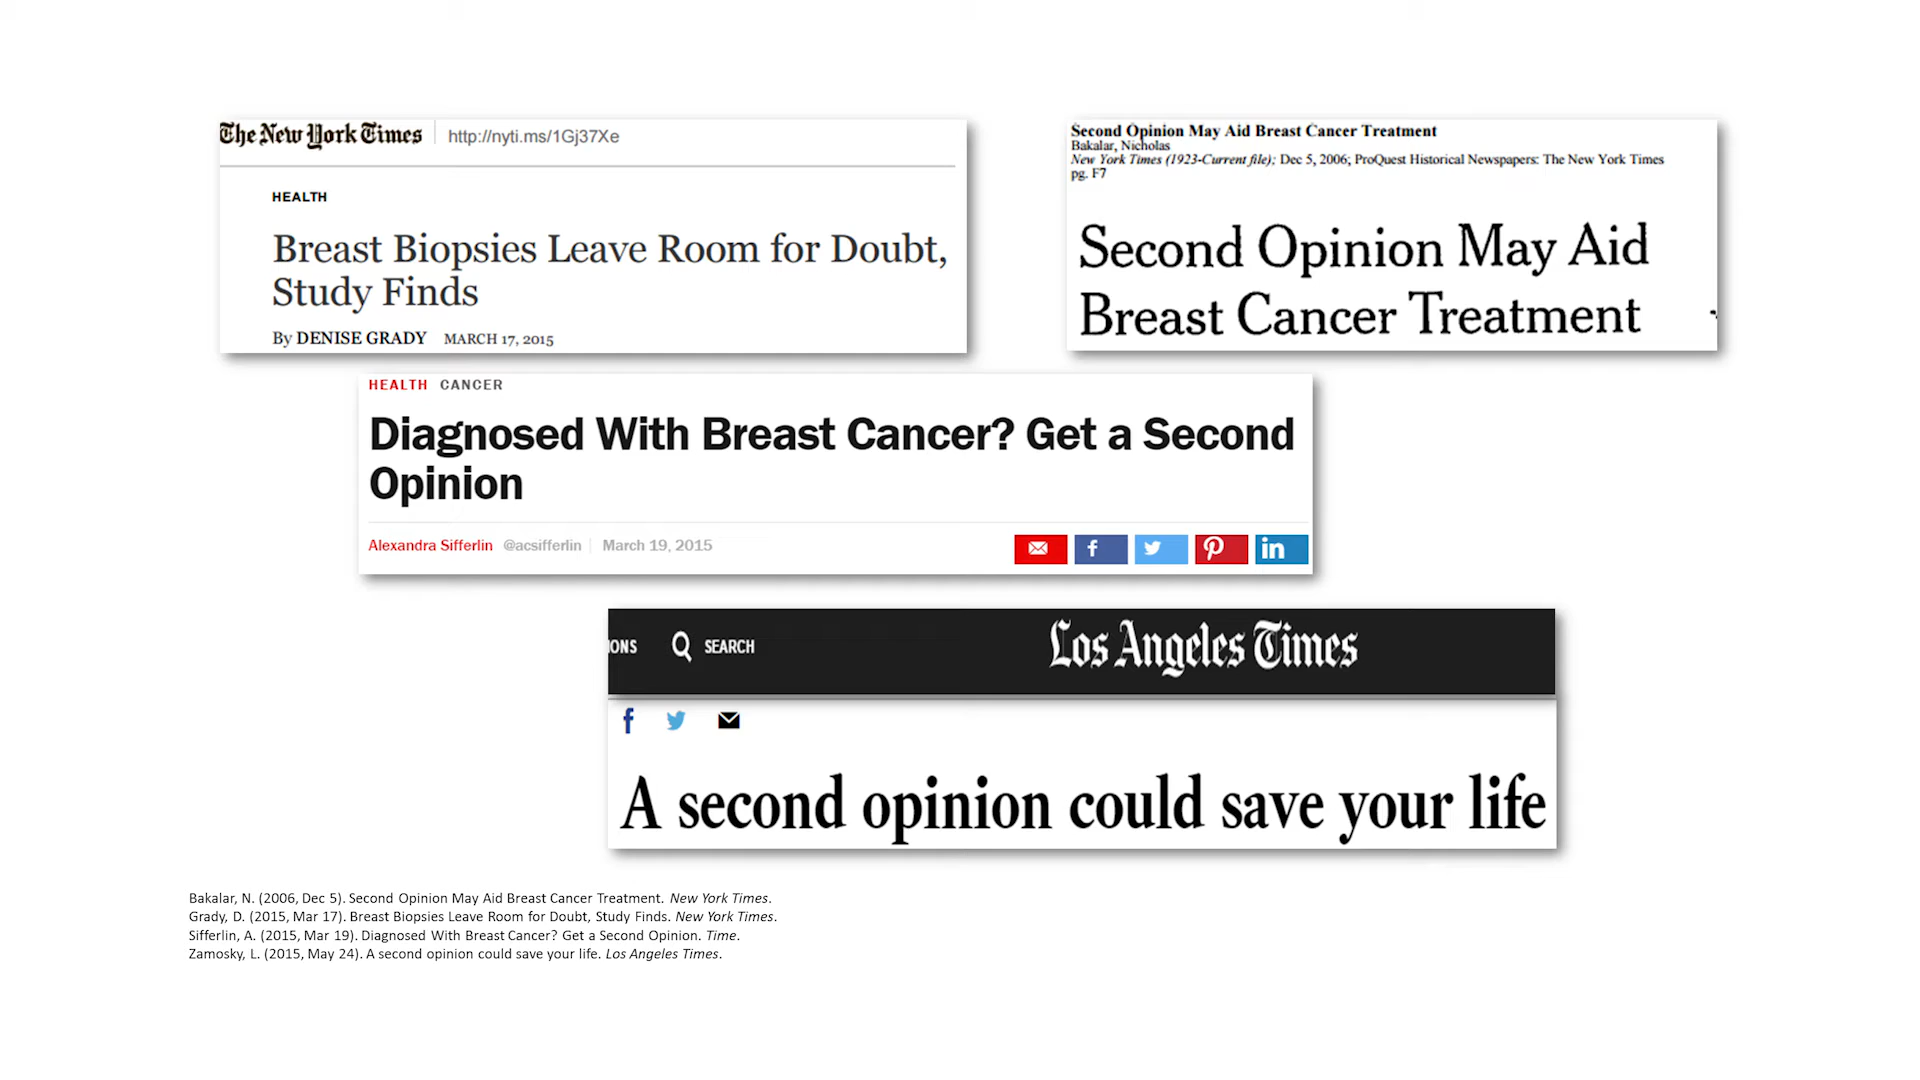 The New York Times http://nyti.ms/1Gj37Xe
HEALTH
Breast Biopsies Leave Room for Doubt,
Study Finds
By DENISE GRADY MARCH 17, 2015
Second Opinion May Aid Breast Cancer Treatment
Bakalar, Nicholas
New York Times (1923-Current file); Dec 5, 2006; ProQuest Historical Newspapers: The New York Times
pg. F7
Second Opinion May Aid
Breast Cancer Treatment
HEALTH CANCER
Diagnosed With Breast Cancer? Get a Second
Opinion
Alexandra Sifferlin @acsifferlin March 19, 2015
IONS SEARCH Los Angeles Times
A second opinion could save your life
Bakalar, N. (2006, Dec 5). Second Opinion May Aid Breast Cancer Treatment. New York Times.
Grady, D. (2015, Mar 17). Breast Biopsies Leave Room for Doubt, Study Finds. New York Times.
Sifferlin, A. (2015, Mar 19). Diagnosed With Breast Cancer? Get a Second Opinion. Time.
Zamosky, L. (2015, May 24). A second opinion could save your life. Los Angeles Times.